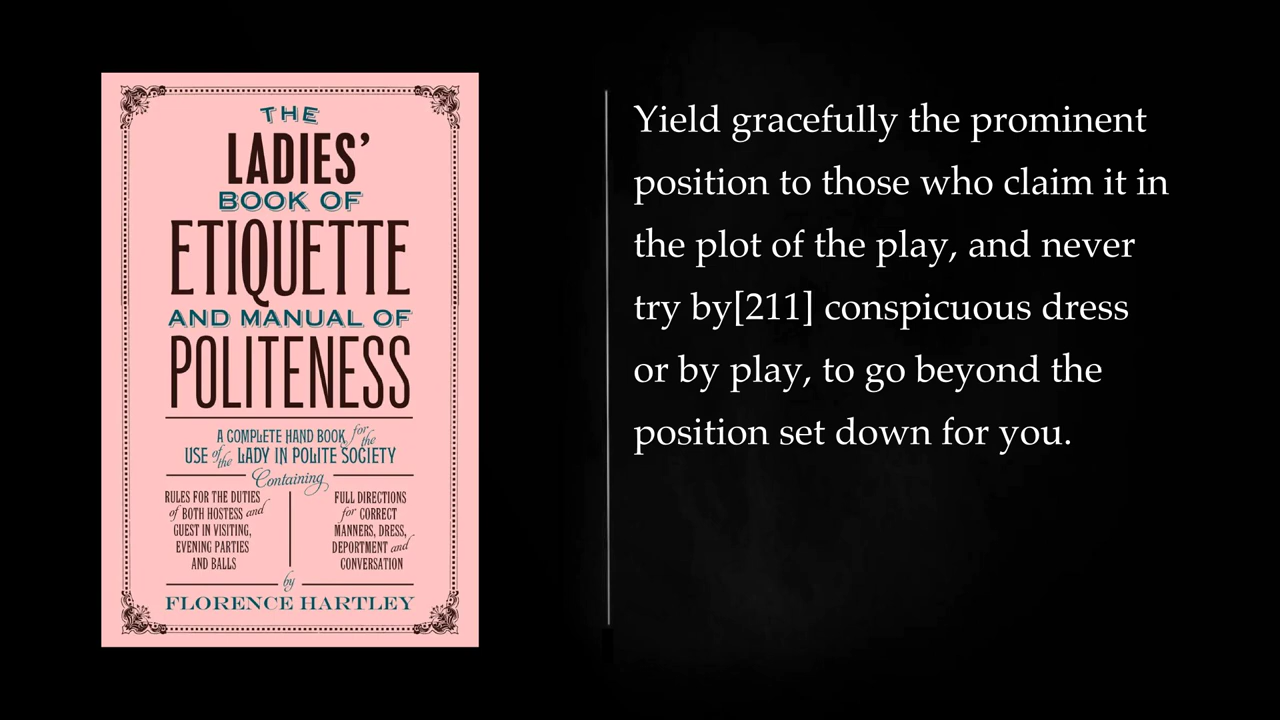 THE
LADIES'
BOOK OF
ETIQUETTE
AND MANUAL OF
POLITENESS
A COMPLETE HAND BOOK for the
USE of the LADY IN POLITE SOCIETY
Containing
RULES FOR THE DUTIES
of BOTH HOSTESS and
GUEST IN VISITING,
EVENING PARTIES
AND BALLS
FULL DIRECTIONS
for CORRECT
MANNERS, DRESS,
DEPORTMENT and
CONVERSATION
by
FLORENCE HARTLEY
Yield gracefully the prominent
position to those who claim it in
the plot of the play, and never
try by[211] conspicuous dress
or by play, to go beyond the
position set down for you.